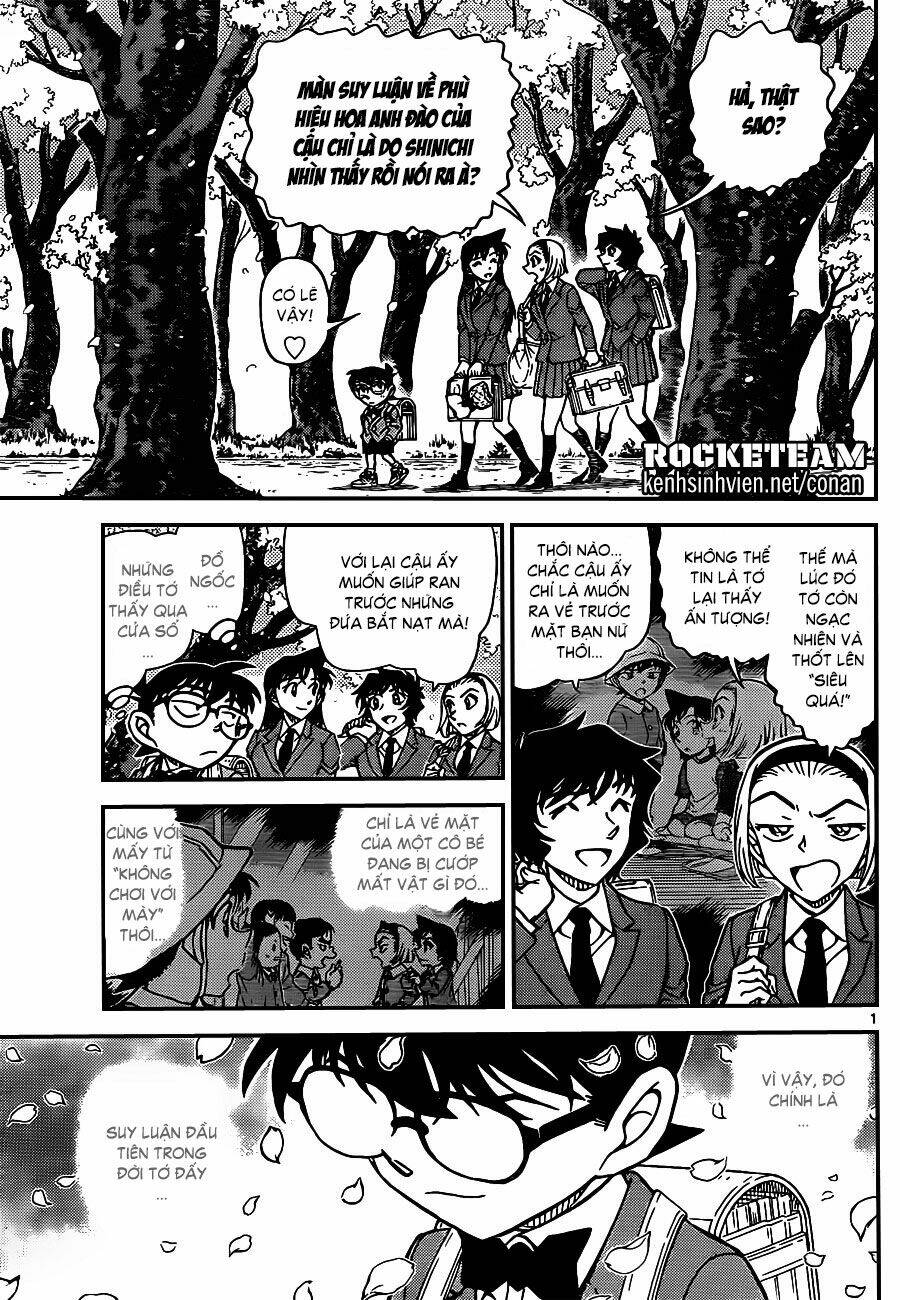 HẢ, THẬT
SAO?
MÀN SUY LUẬN VỀ PHÙ
HIỆU HOA ANH ĐÀO CỦA
CẬU CHỈ LÀ DO SHINICHI
NHÌN THẤY RỒI NÓI RA À?
CÓ LẼ
VẬY!
ROCKETEAM
kenhsinhvien.net/conan
THẾ MÀ
LÚC ĐÓ
TỚ CÒN
NGẠC
NHIÊN VÀ
THỐT LÊN
"SIÊU
QUÁ!"
KHÔNG THỂ
TIN LÀ TỚ
LẠI THẤY
ẤN TƯỢNG!
THÔI NÀO...
CHẮC CẬU ẤY
CHỈ LÀ MUỐN
RA VẺ TRƯỚC
MẶT BẠN NỮ
THÔI...
VỚI LẠI CẬU ẤY
MUỐN GIÚP RAN
TRƯỚC NHỮNG
ĐỨA BẮT NẠT MÀ!
ĐỒ
NGỐC
...
NHỮNG
ĐIỀU TỚ
THẤY QUA
CỬA SỔ
...
CHỈ LÀ VẺ MẶT
CỦA MỘT CÔ BÉ
ĐANG BỊ CƯỚP
MẤT VẬT GÌ ĐÓ...
CÙNG VỚI
MẤY TỪ
"KHÔNG
CHƠI VỚI
MÀY"
THÔI...
1
VÌ VẬY, ĐÓ
CHÍNH LÀ
...
SUY LUẬN ĐẦU
TIÊN TRONG
ĐỜI TỚ ĐẤY
...